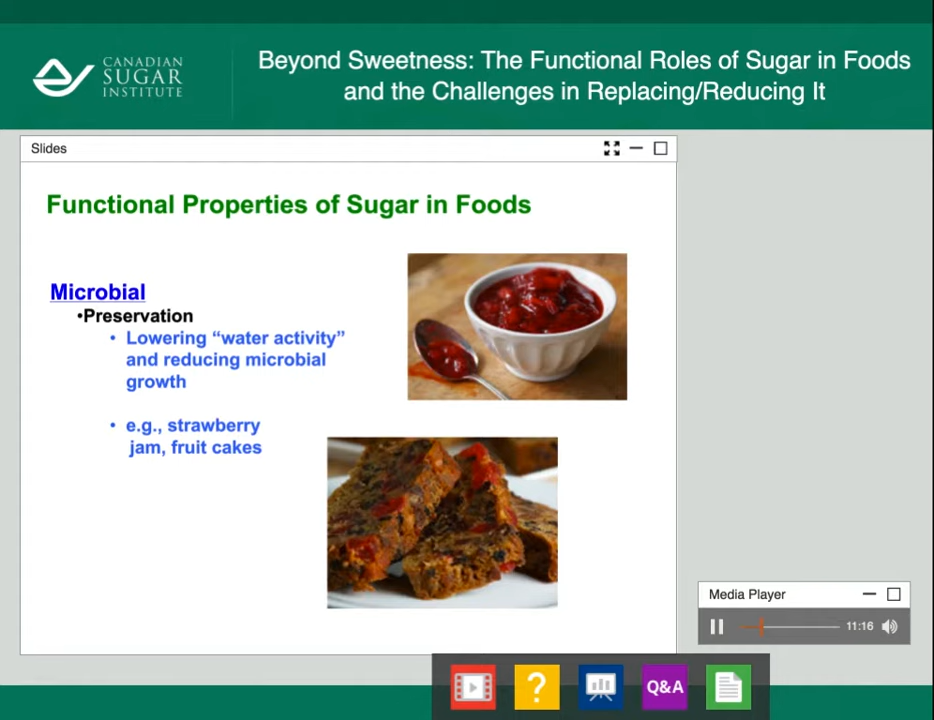 CANADIAN
SUGAR
INSTITUTE
Beyond Sweetness: The Functional Roles of Sugar in Foods
and the Challenges in Replacing/Reducing It
Slides
Functional Properties of Sugar in Foods
Microbial
•Preservation
• Lowering “water activity”
and reducing microbial
growth
• e.g., strawberry
jam, fruit cakes
Media Player
11:16
?
Q&A